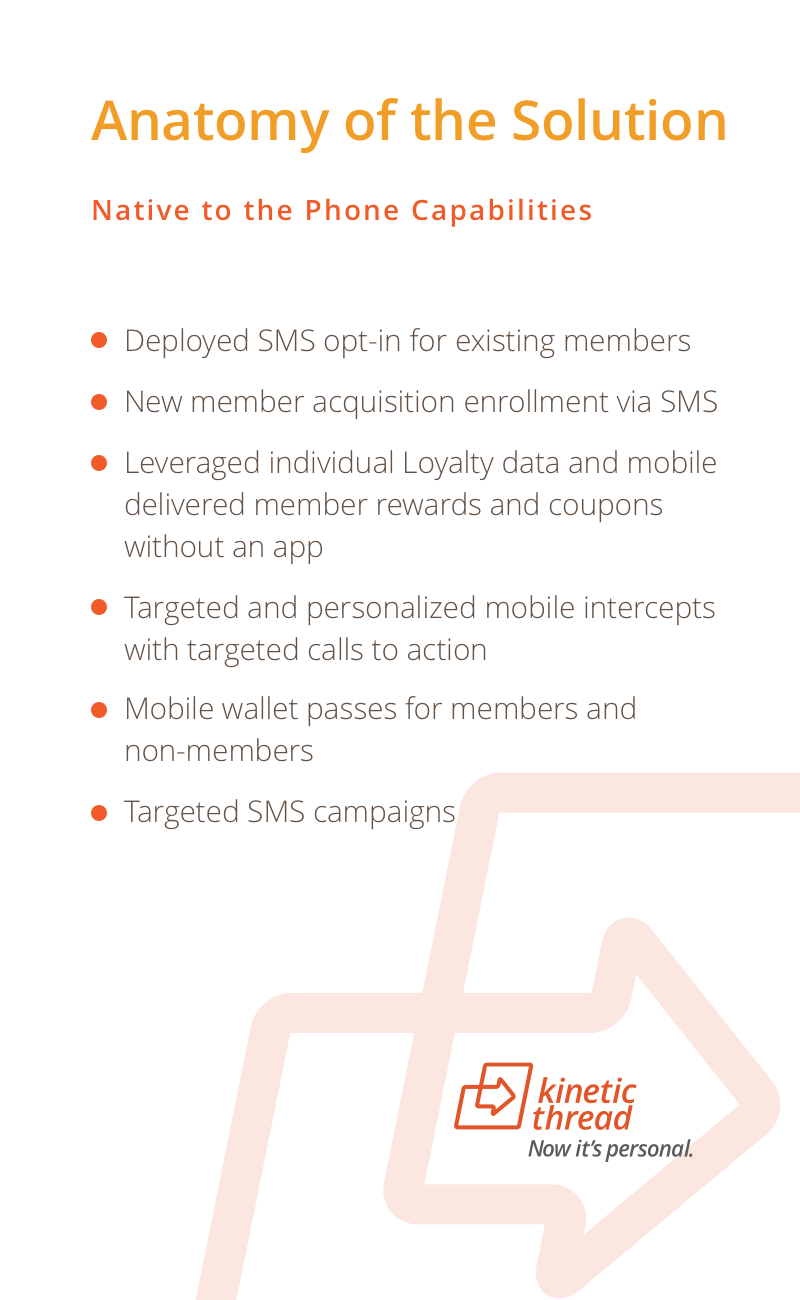 Anatomy of the Solution
Native to the Phone Capabilities
Deployed SMS opt-in for existing members
New member acquisition enrollment via SMS
Leveraged individual Loyalty data and mobile
delivered member rewards and coupons
without an app
Targeted and personalized mobile intercepts
with targeted calls to action
Mobile wallet passes for members and
non-members
Targeted SMS campaigns
kinetic
thread
Now it's personal.